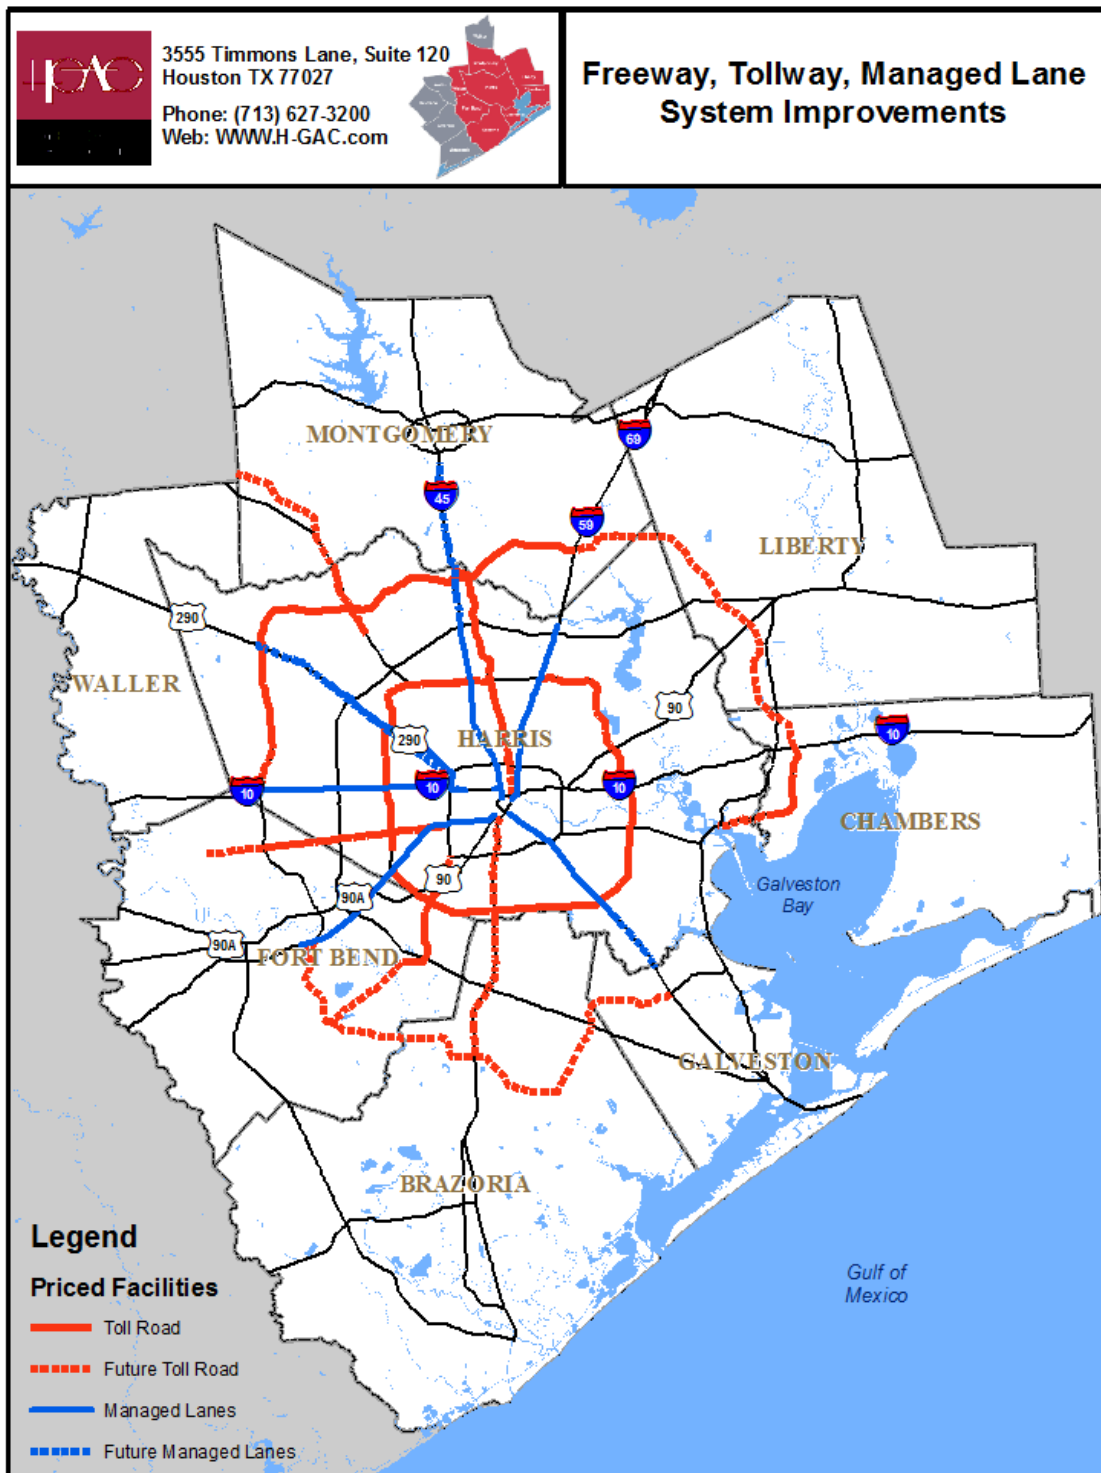 H-GAC
3555 Timmons Lane, Suite 120
Houston TX 77027
Phone: (713) 627-3200
Web: WWW.H-GAC.com
Freeway, Tollway, Managed Lane
System Improvements
MONTGOMERY
69
45
59
LIBERTY
290
WALLER
90
290
HARRIS
10
10
10
10
CHAMBERS
90
90A
Galveston
Bay
90A
FORT BEND
GALVESTON
BRAZORIA
Gulf of
Mexico
Legend
Priced Facilities
Toll Road
Future Toll Road
Managed Lanes
Future Managed Lanes